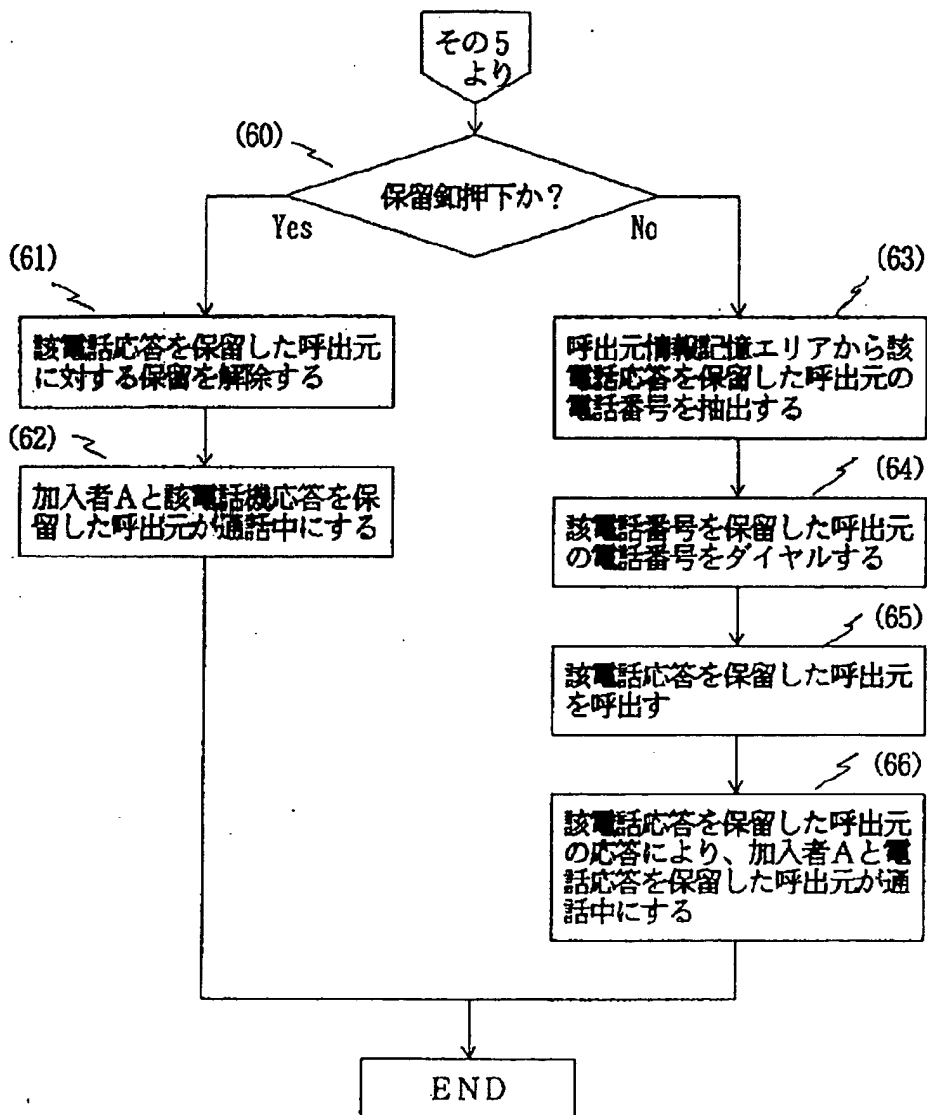 その5
より
(60)
保留釦押下か?
Yes
No
(61)
該電話応答を保留した呼出元
に対する保留を解除する
(62)
加入者Aと該電話機応答を保
留した呼出元が通話中にする
(63)
呼出元情報記憶エリアから該
電話応答を保留した呼出元の
電話番号を抽出する
(64)
該電話番号を保留した呼出元
の電話番号をダイヤルする
(65)
該電話応答を保留した呼出元
を呼出す
(66)
該電話応答を保留した呼出元
の応答により、加入者Aと電
話応答を保留した呼出元が通
話中にする
END